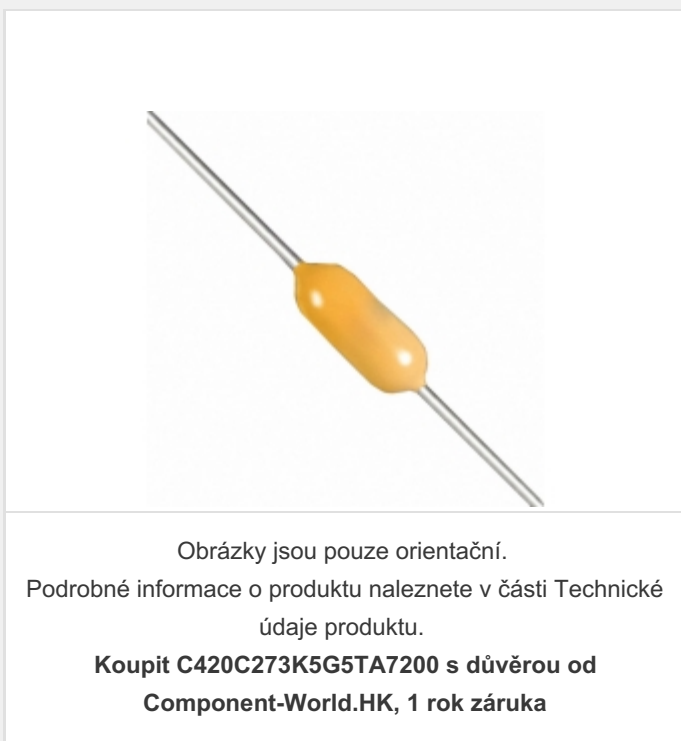 Obrázky jsou pouze orientační.
Podrobné informace o produktu naleznete v části Technické
údaje produktu.
Koupit C420C273K5G5TA7200 s důvěrou od
Component-World.HK, 1 rok záruka